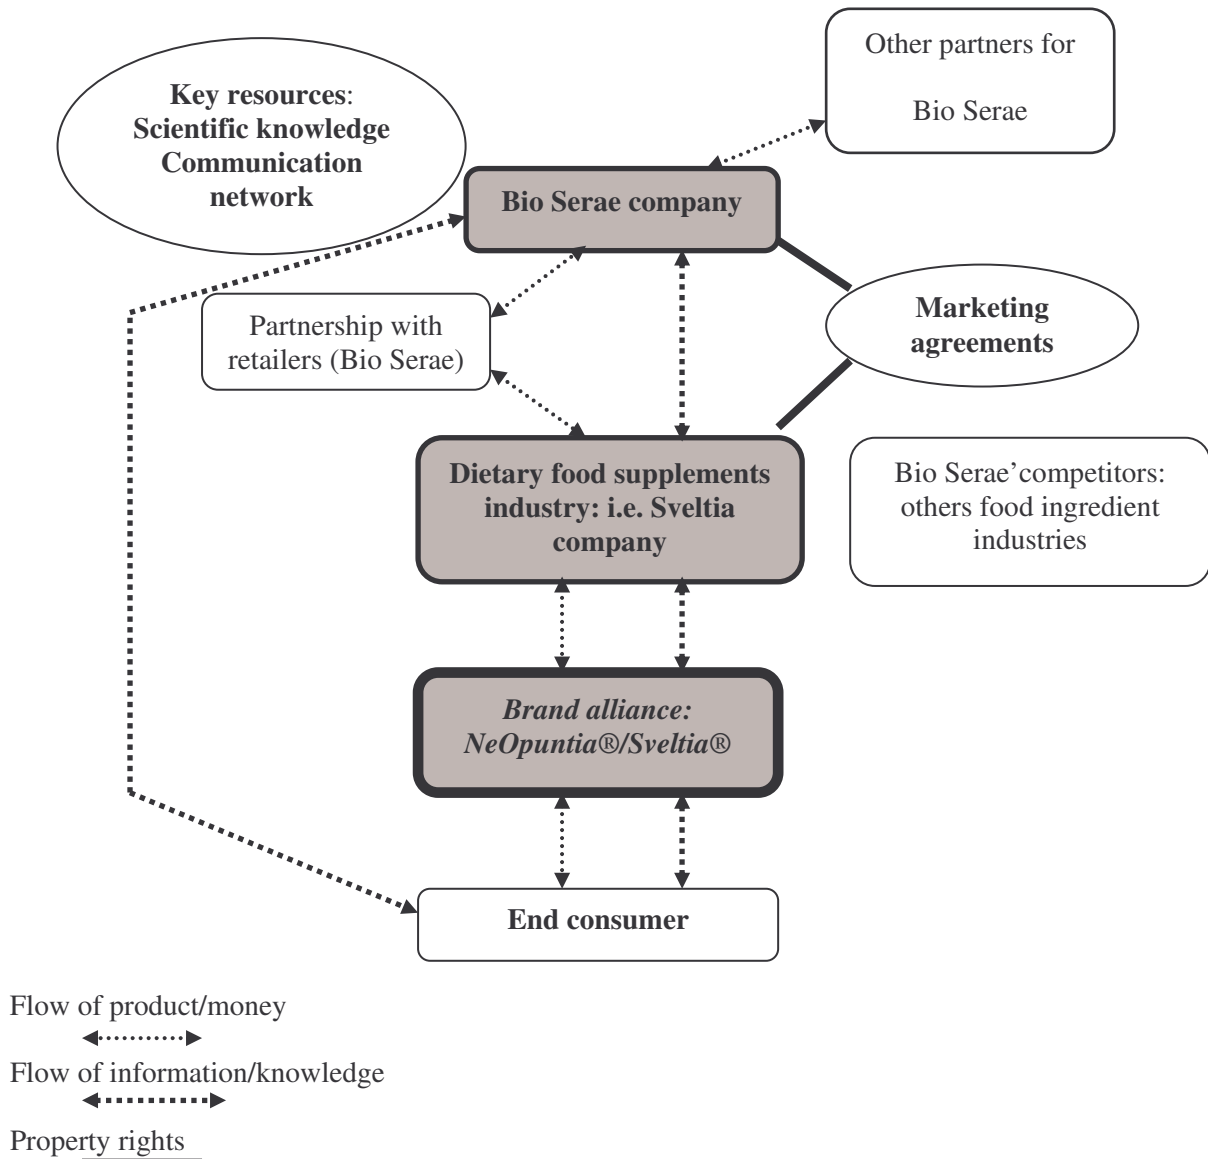 Other partners for
Bio Serae
Key resources:
Scientific knowledge
Communication
network
Bio Serae company
Partnership with
retailers (Bio Serae)
Marketing
agreements
Dietary food supplements
industry: i.e. Sveltia
company
Bio Serae’competitors:
others food ingredient
industries
Brand alliance:
NeOpuntia®/Sveltia®
End consumer
Flow of product/money
Flow of information/knowledge
Property rights